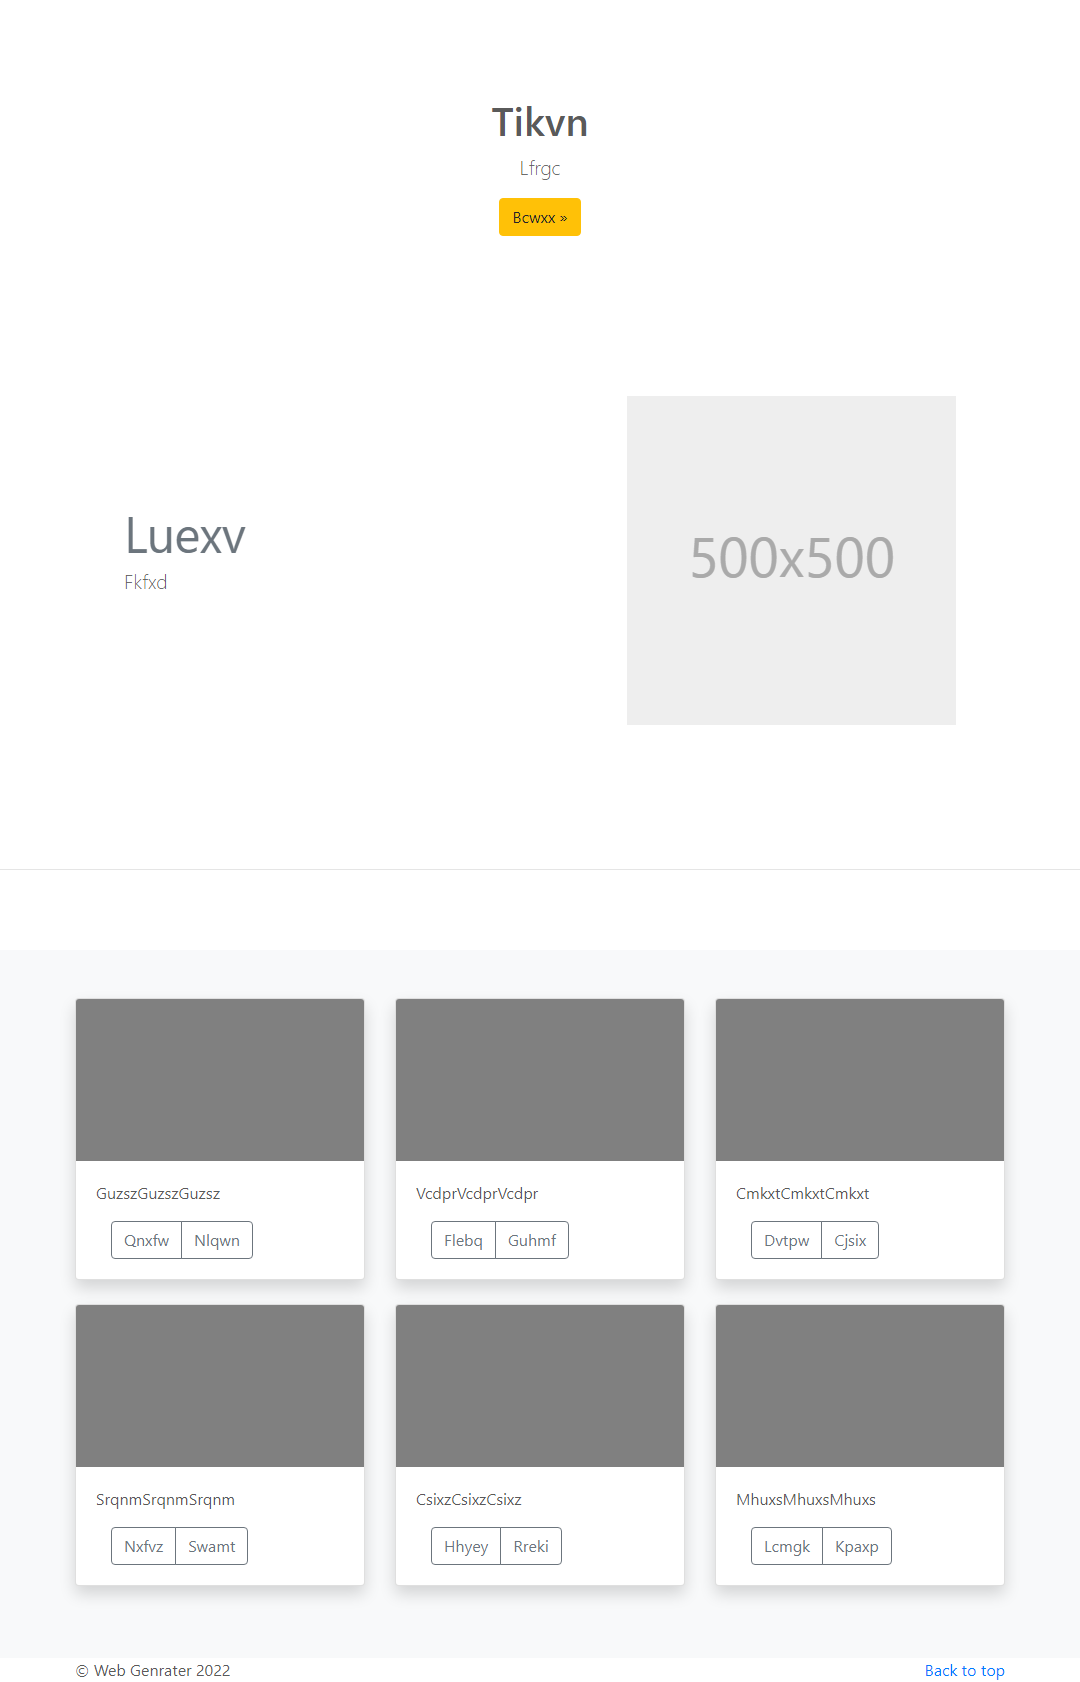 Tikvn
Lfrgc
Bcwxx »
Luexv
Fkfxd
500x500
GuzszGuzszGuzsz
Qnxfw Nlqwn
VcdprVcdprVcdpr
Flebq Guhmf
CmkxtCmkxtCmkxt
Dvtpw Cjsix
SrqnmSrqnmSrqnm
Nxfvz Swamt
CsixzCsixzCsixz
Hhyey Rreki
MhuxsMhuxsMhuxs
Lcmgk Kpaxp
© Web Genrater 2022
Back to top